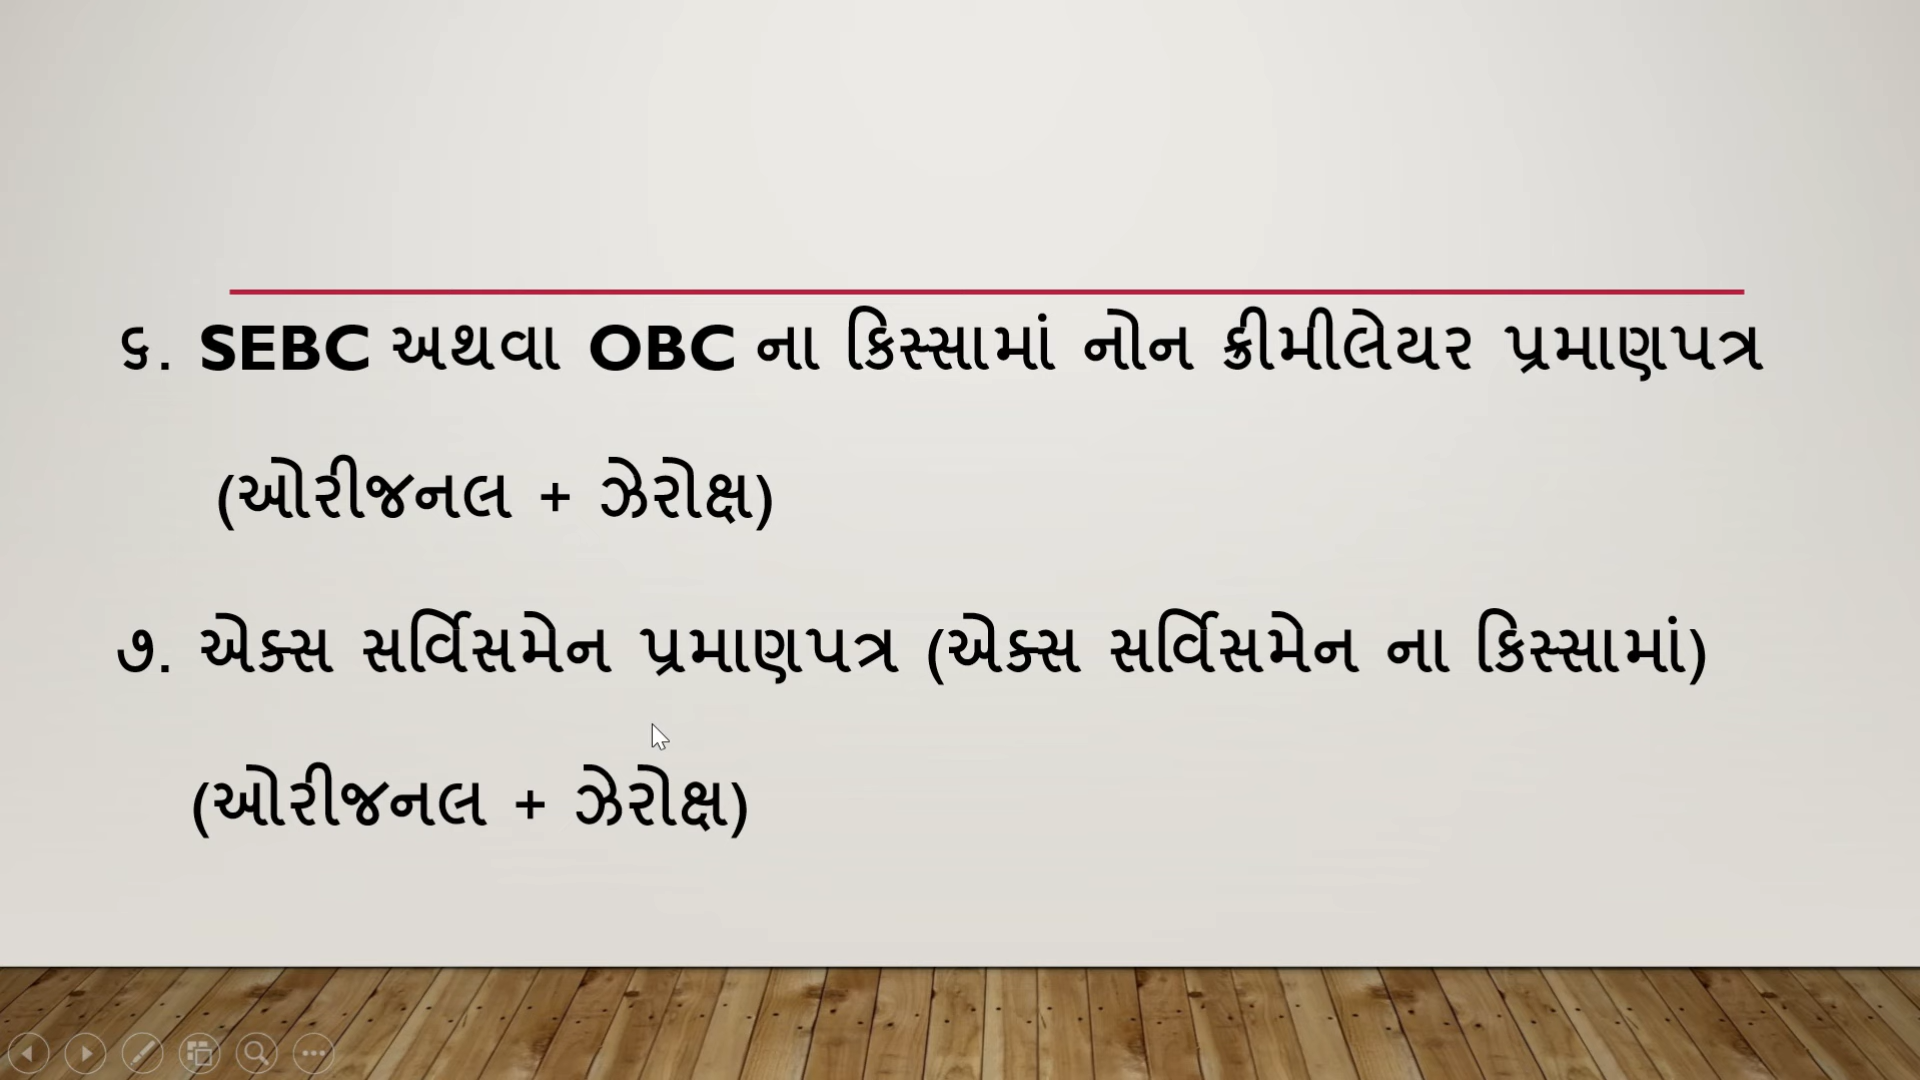 ૬. SEBC અથવા OBC ના કિસ્સામાં નોન ક્રીમીલેયર પ્રમાણપત્ર
(ઓરીજનલ + ઝેરોક્ષ)
૭. એક્સ સર્વિસમેન પ્રમાણપત્ર (એક્સ સર્વિસમેન ના કિસ્સામાં)
(ઓરીજનલ + ઝેરોક્ષ)